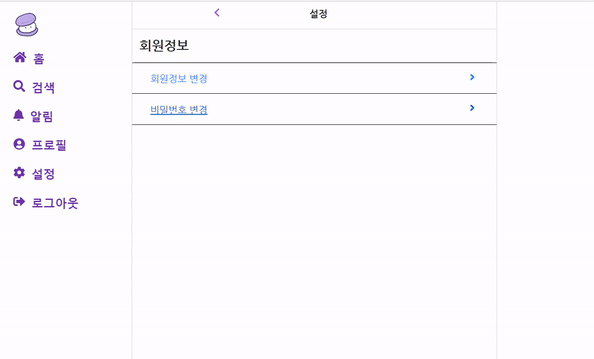 설정
홈
검색
알림
프로필
설정
로그아웃
회원정보
회원정보 변경
비밀번호 변경